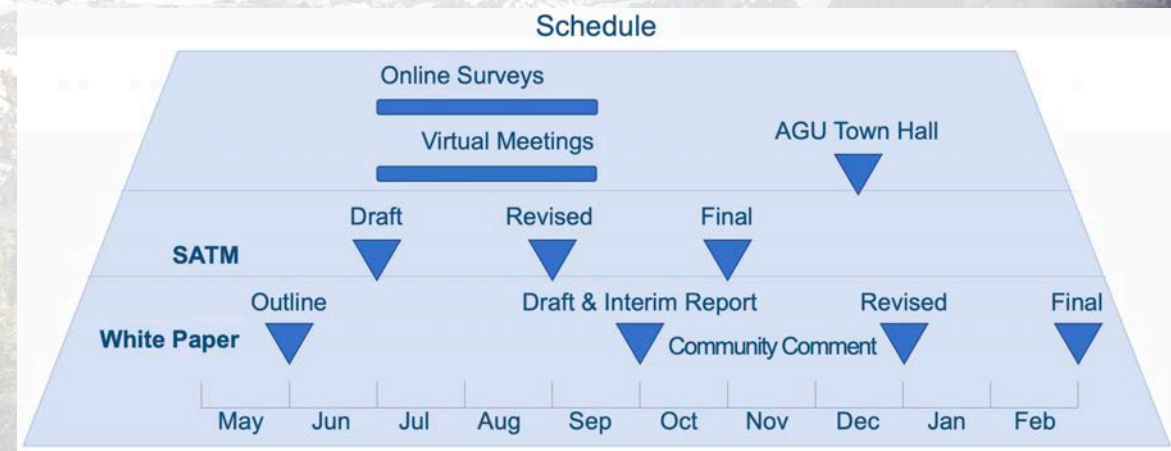 Schedule
Online Surveys
Virtual Meetings
AGU Town Hall
Draft
Revised
Final
SATM
Outline
Draft & Interim Report
Revised
Final
White Paper
Community Comment
May Jun Jul Aug Sep Oct Nov Dec Jan Feb